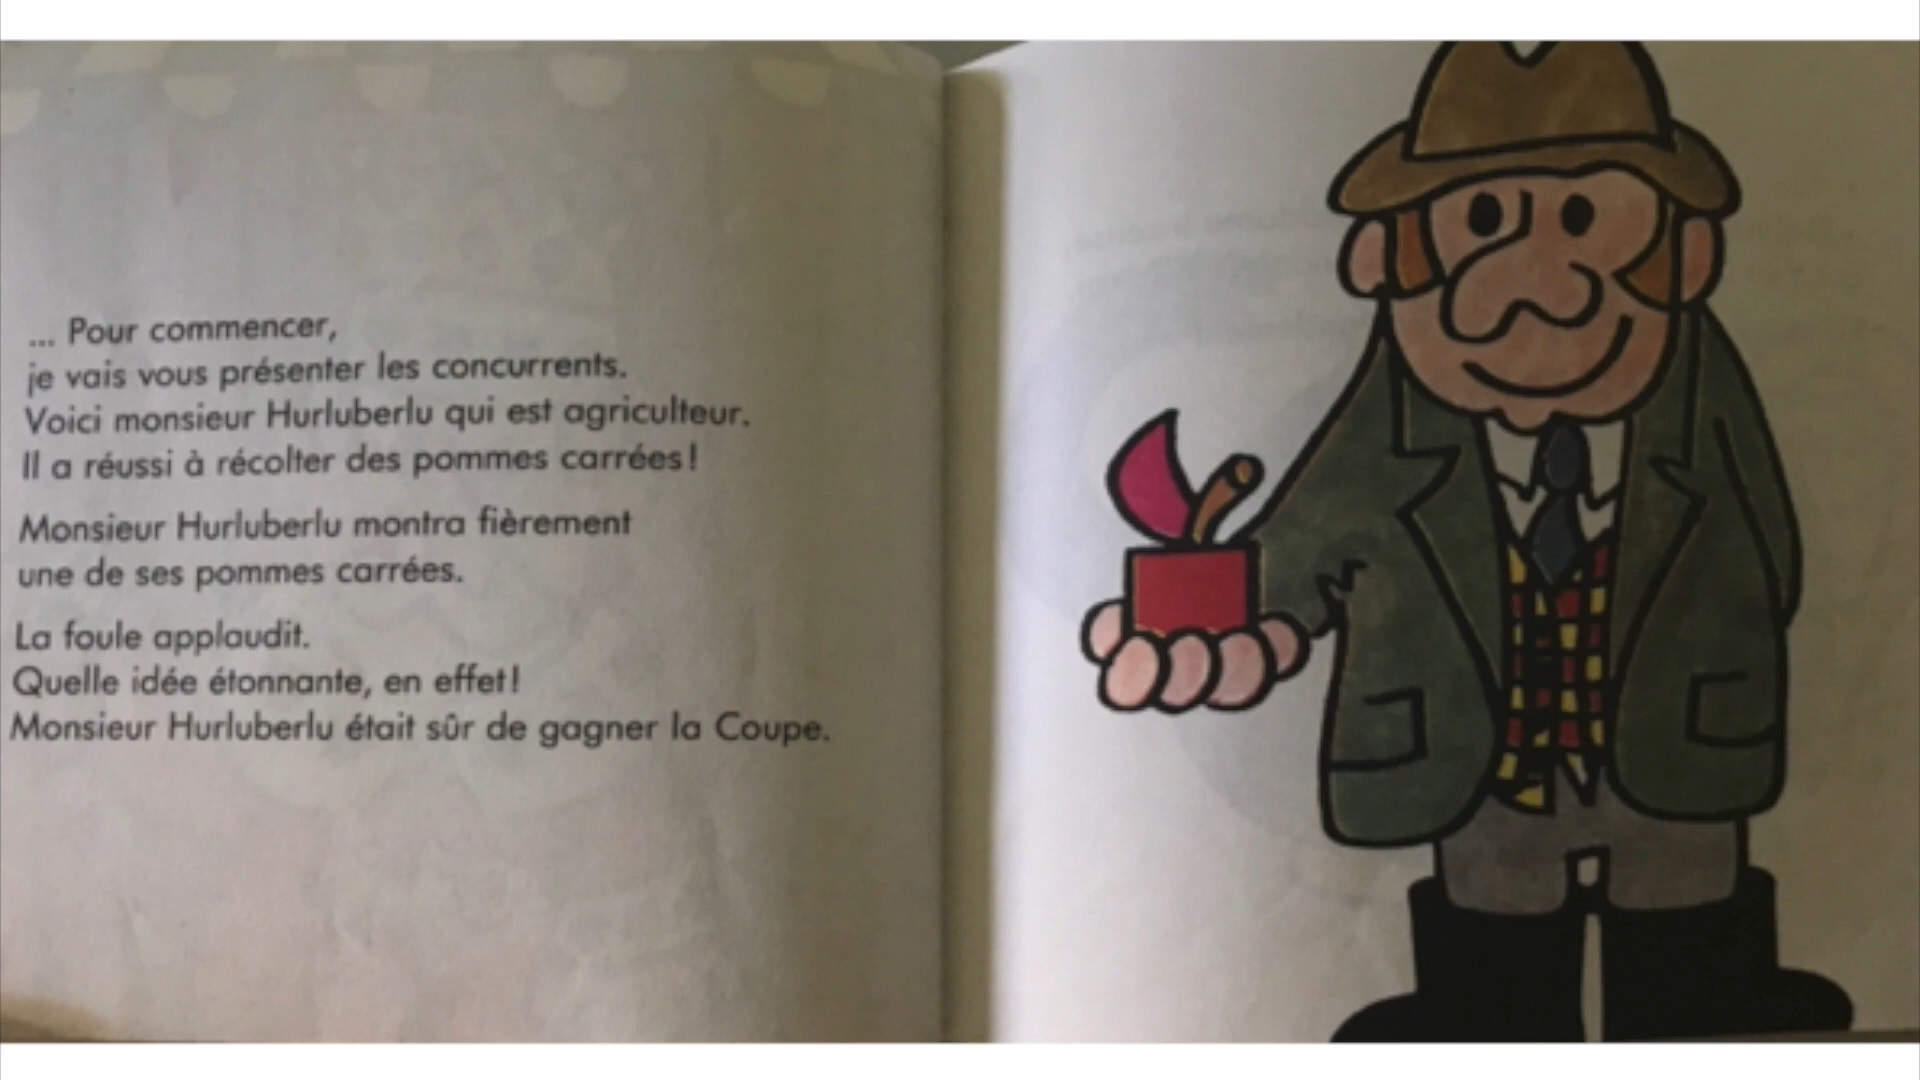 ... Pour commencer,
je vais vous présenter les concurrents.
Voici monsieur Hurluberlu qui est agriculteur.
Il a réussi à récolter des pommes carrées!
Monsieur Hurluberlu montra fièrement
une de ses pommes carrées.
La foule applaudit.
Quelle idée étonnante, en effet!
Monsieur Hurluberlu était sûr de gagner la Coupe.